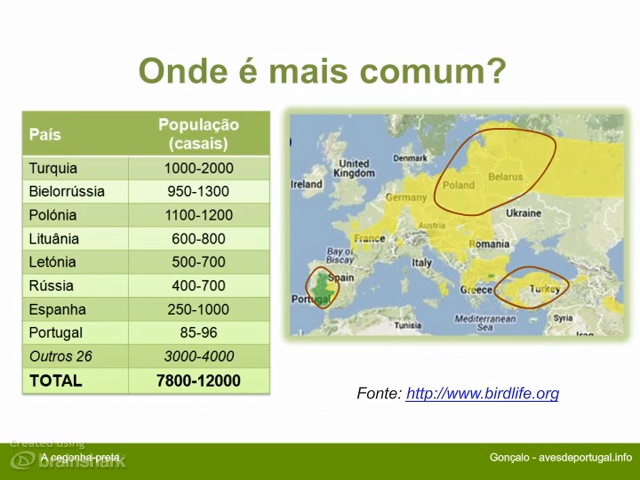 Onde é mais comum?
País População (casais)
Turquia 1000-2000
Bielorrússia 950-1300
Polónia 1100-1200
Lituânia 600-800
Letónia 500-700
Rússia 400-700
Espanha 250-1000
Portugal 85-96
Outros 26 3000-4000
TOTAL 7800-12000
United Kingdom
Ireland
Denmark
Germany
Poland
Belarus
Ukraine
Austria
France
Romania
Bay of Biscay
Italy
Spain
Portugal
Greece
Turkey
Mediterranean Sea
Syria
Tunisia
Fonte: http://www.birdlife.org
Created using
brainshark
A cegonha-preta
Gonçalo - avesdeportugal.info